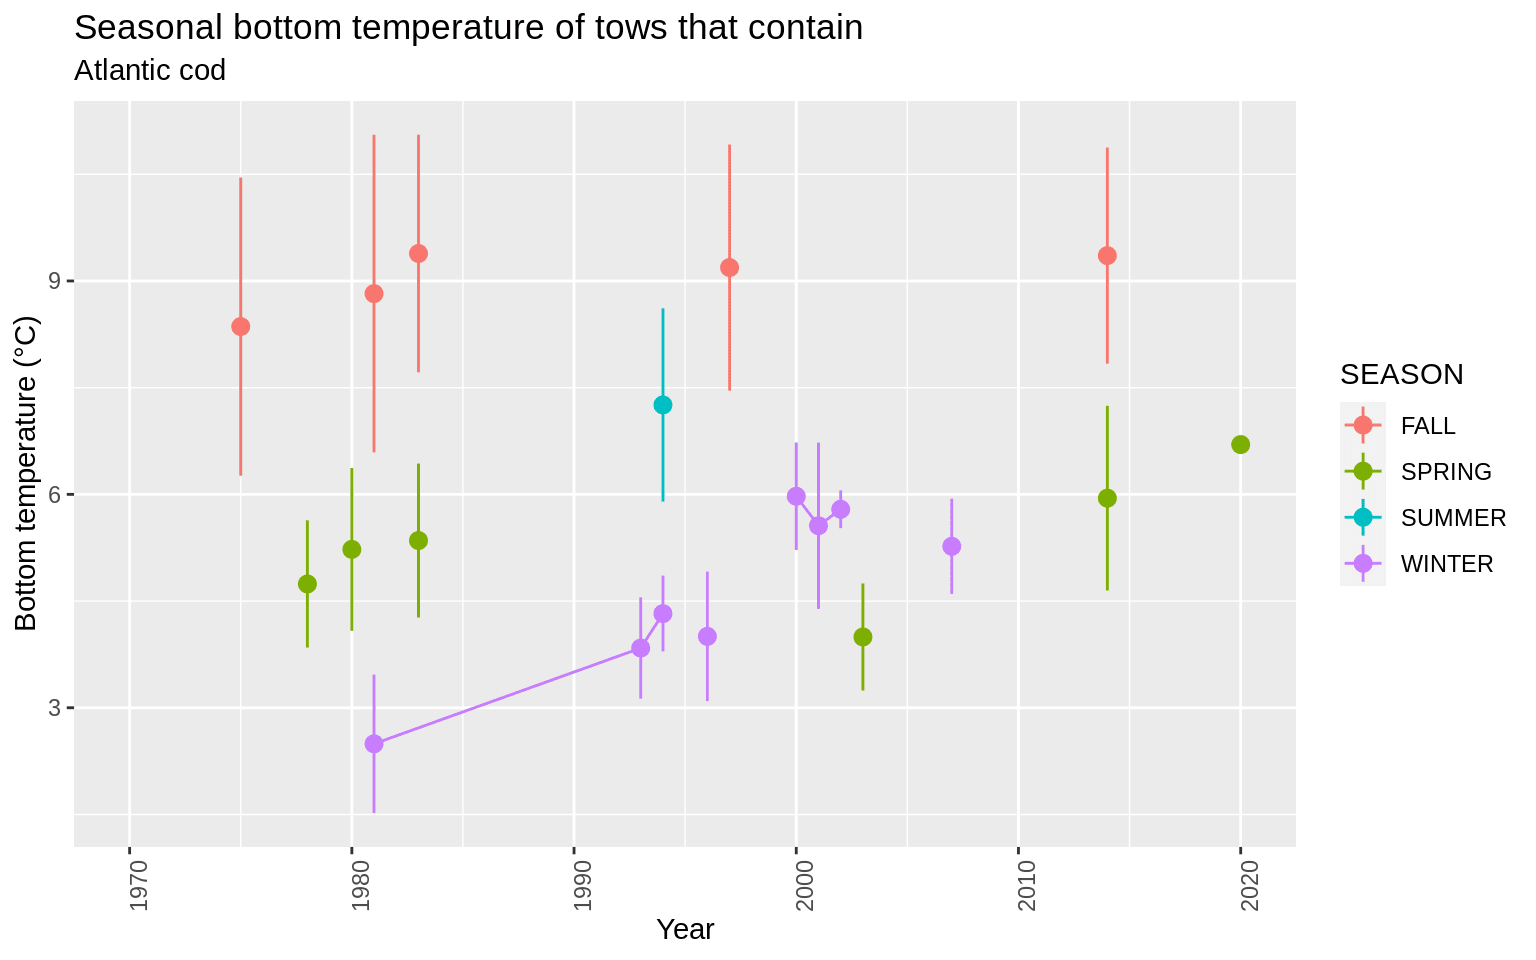 Seasonal bottom temperature of tows that contain
Atlantic cod
Bottom temperature (°C)
9
6
3
1970
1980
1990
2000
2010
2020
Year
SEASON
FALL
SPRING
SUMMER
WINTER